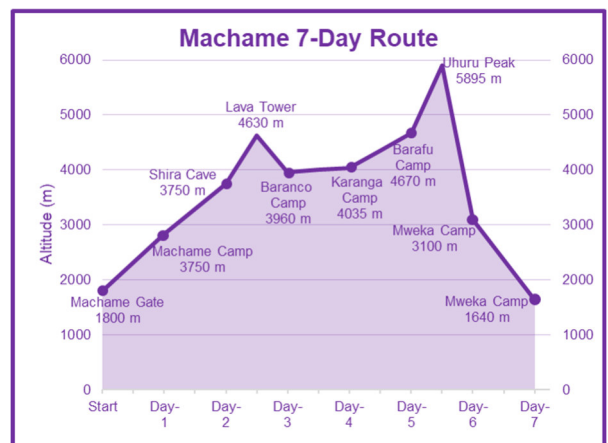 Machame 7-Day Route
6000
5000
4000
3000
2000
1000
0
Altitude (m)
Machame Gate
1800 m
Machame Camp
3750 m
Shira Cave
3750 m
Lava Tower
4630 m
Baranco
Camp
3960 m
Karanga
Camp
4035 m
Barafu
Camp
4670 m
Uhuru Peak
5895 m
Mweka Camp
3100 m
Mweka Camp
1640 m
6000
5000
4000
3000
2000
1000
0
Start
Day-
1
Day-
2
Day-
3
Day-
4
Day-
5
Day-
6
Day-
7